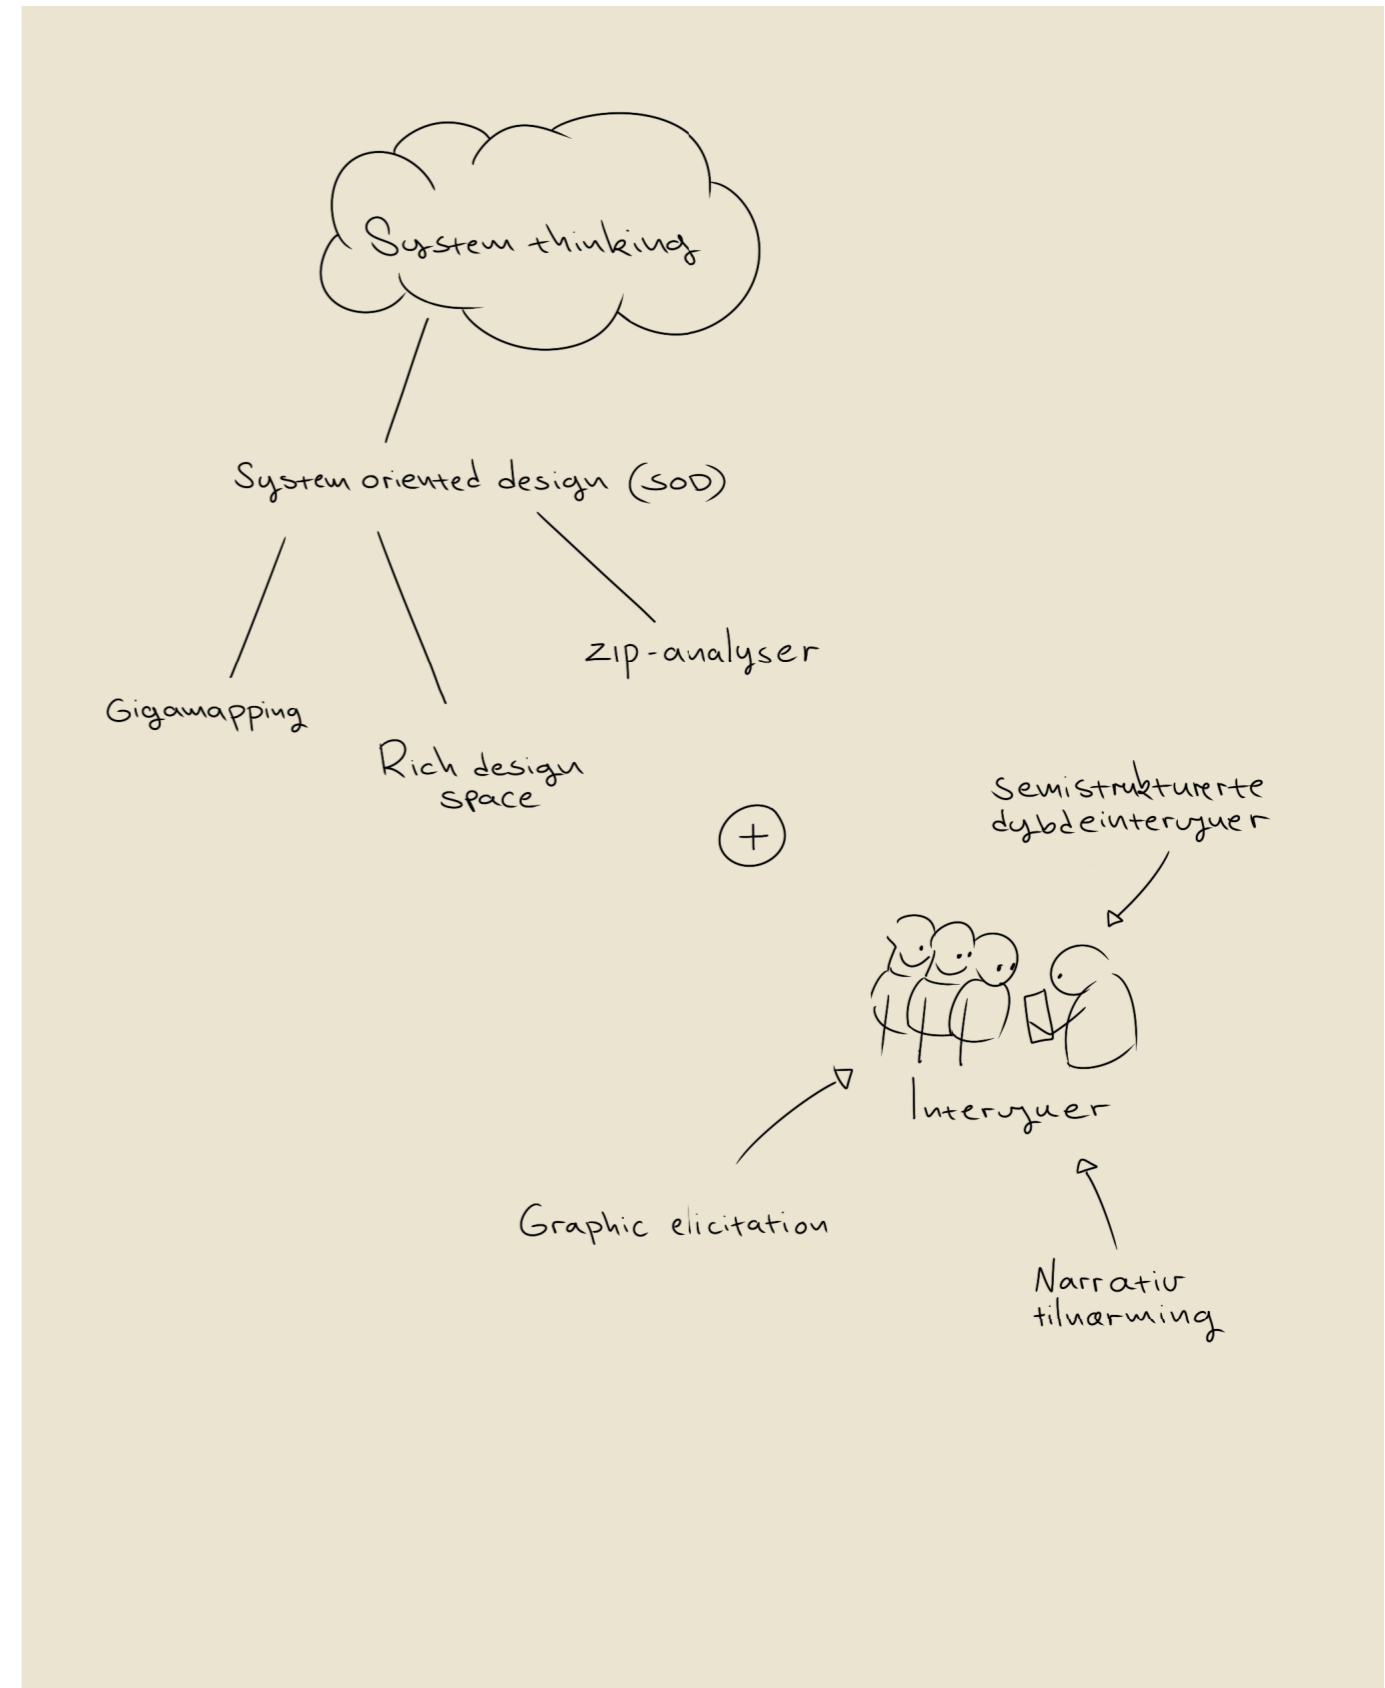 System thinking
System oriented design (SOD)
ZIP-analyser
Gigamapping
Rich design
space
+
Semistrukturerte
dybdeintervjuer
Intervjuer
Graphic elicitation
Narrativ
tilnærming